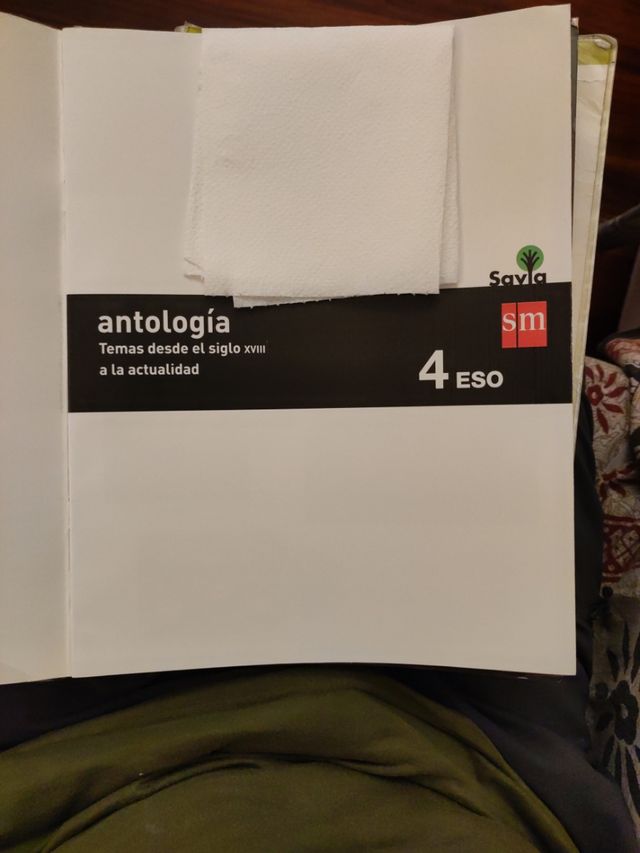 Savia
antología
sm
Temas desde el siglo XVIII
a la actualidad
4 ESO